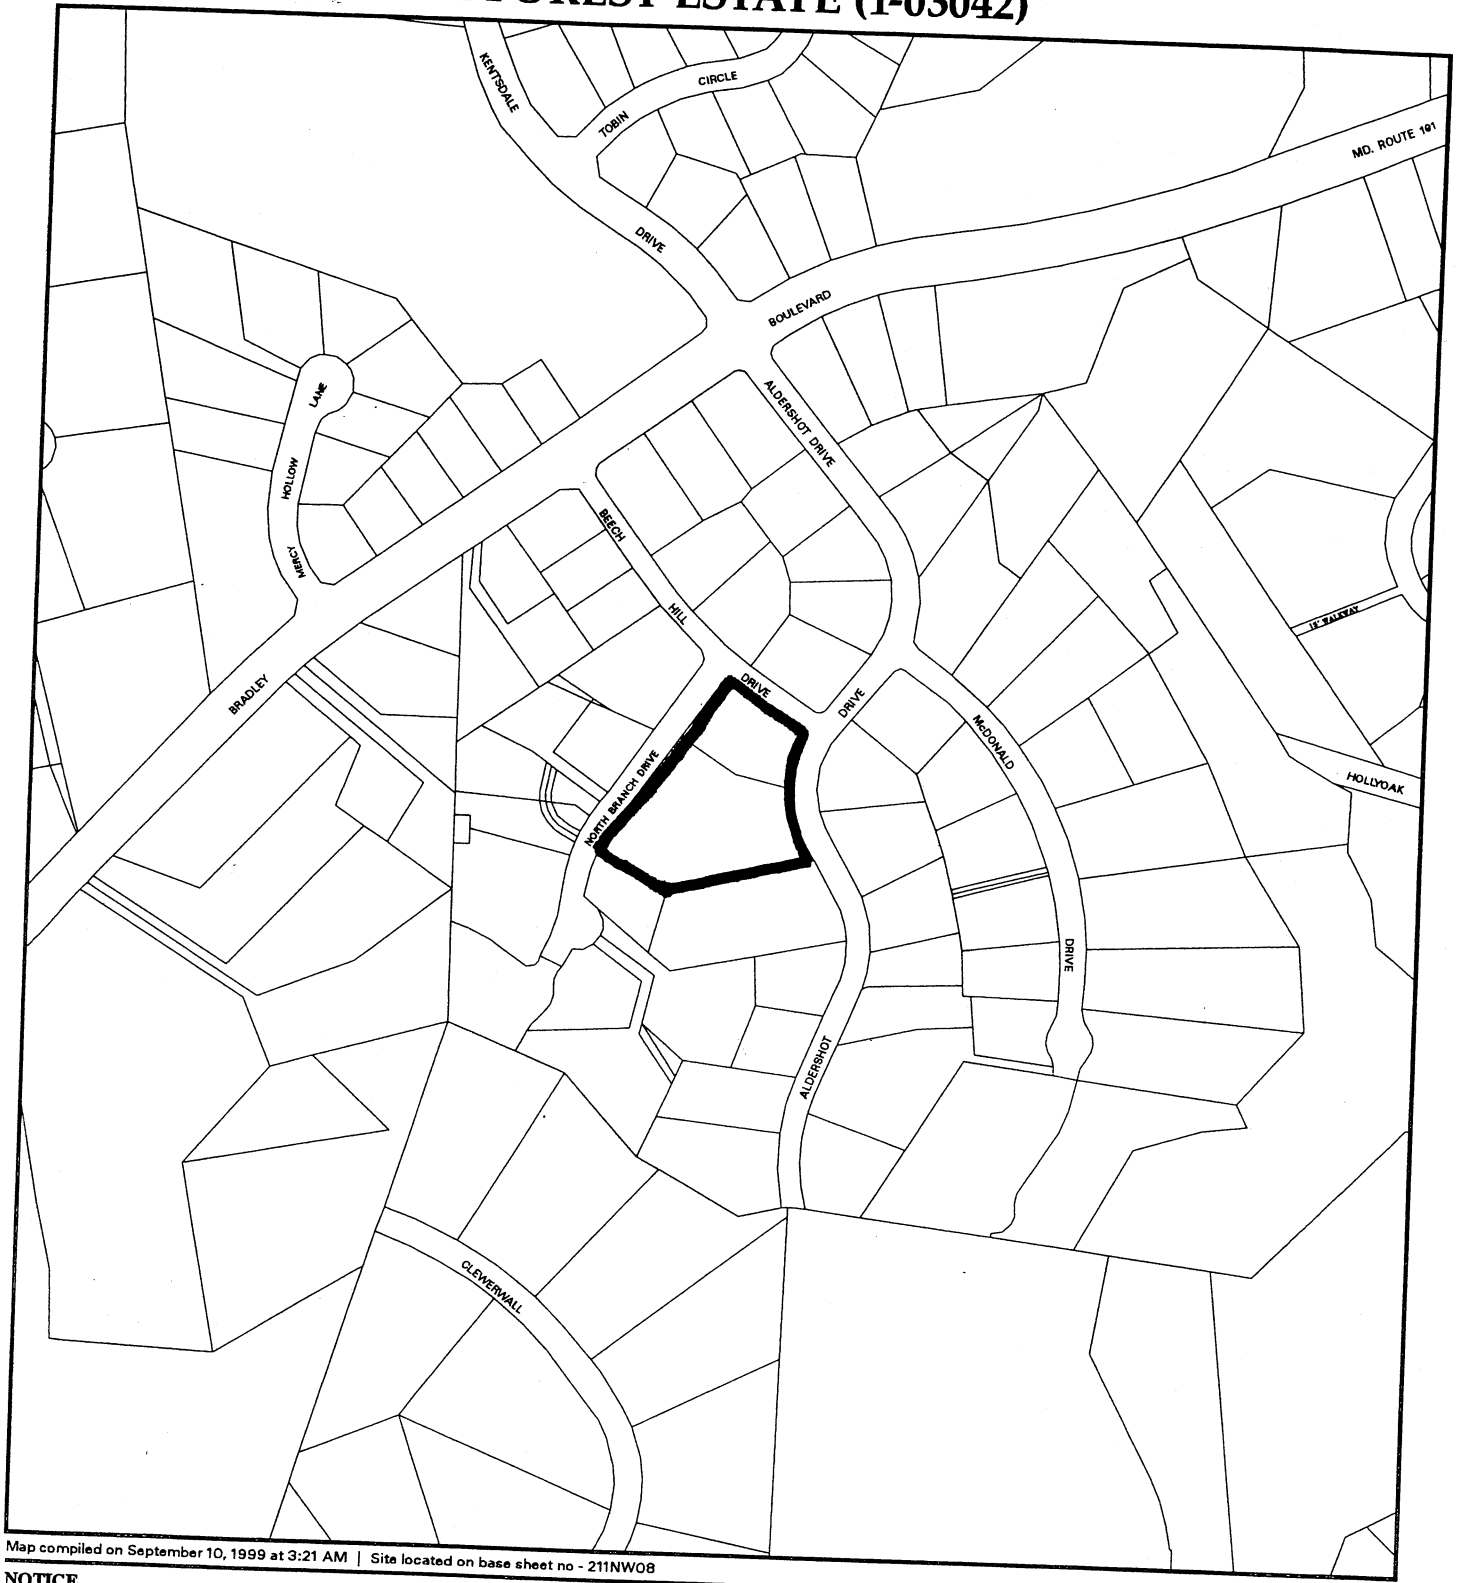 FOREST ESTATE (1-03042)
KENTSDALE
CIRCLE
TOBIN
MD. ROUTE 191
DRIVE
BOULEVARD
LANE
ALDERSHOT DRIVE
HOLLOW
BEECH
MERCY
HILL
15' WALKWAY
BRADLEY
DRIVE
DRIVE
McDONALD
NORTH BRANCH DRIVE
HOLLYOAK
DRIVE
ALDERSHOT
CLEWERWALL
Map compiled on September 10, 1999 at 3:21 AM | Site located on base sheet no - 211NW08
NOTICE